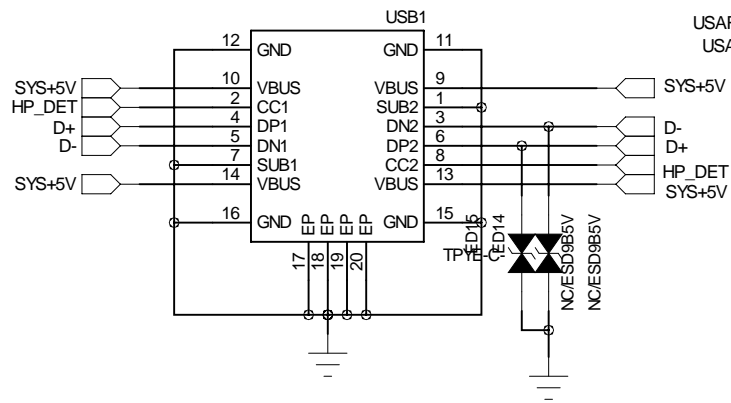 USB1
USAF
USA
12 GND GND 11
SYS+5V 10 VBUS VBUS 9 SYS+5V
HP_DET 2 CC1 SUB2 1
D+ 4 DP1 DN2 3 D-
D- 5 DN1 DP2 6 D+
7 SUB1 CC2 8 HP_DET
SYS+5V 14 VBUS VBUS 13 SYS+5V
16 GND GND 15
EP EP EP EP
17 18 19 20
TPYE-C-
ED15
ED14
NC/ESD9B5V
NC/ESD9B5V